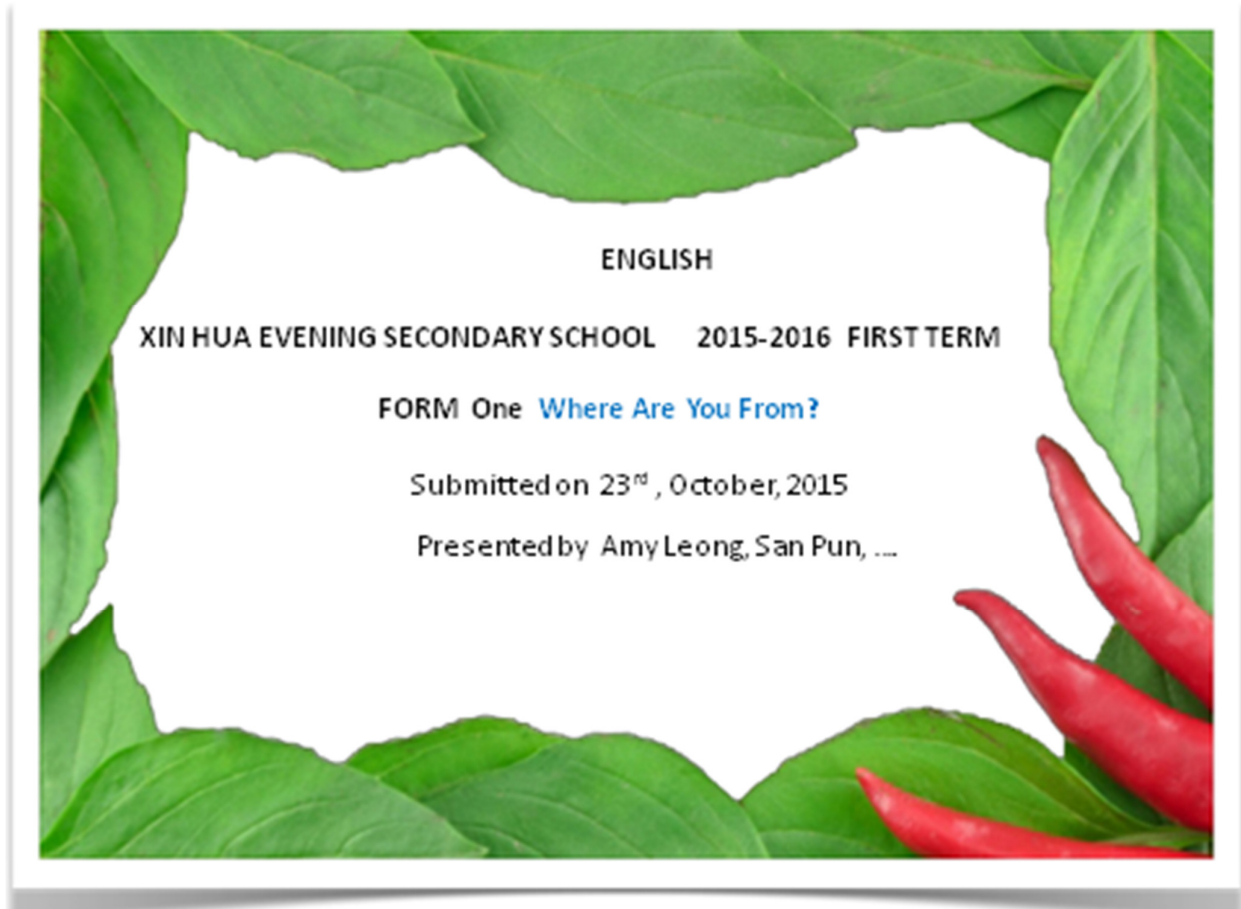 ENGLISH
XIN HUA EVENING SECONDARY SCHOOL 2015-2016 FIRST TERM
FORM One Where Are You From?
Submitted on 23rd , October, 2015
Presented by Amy Leong, San Pun, ....